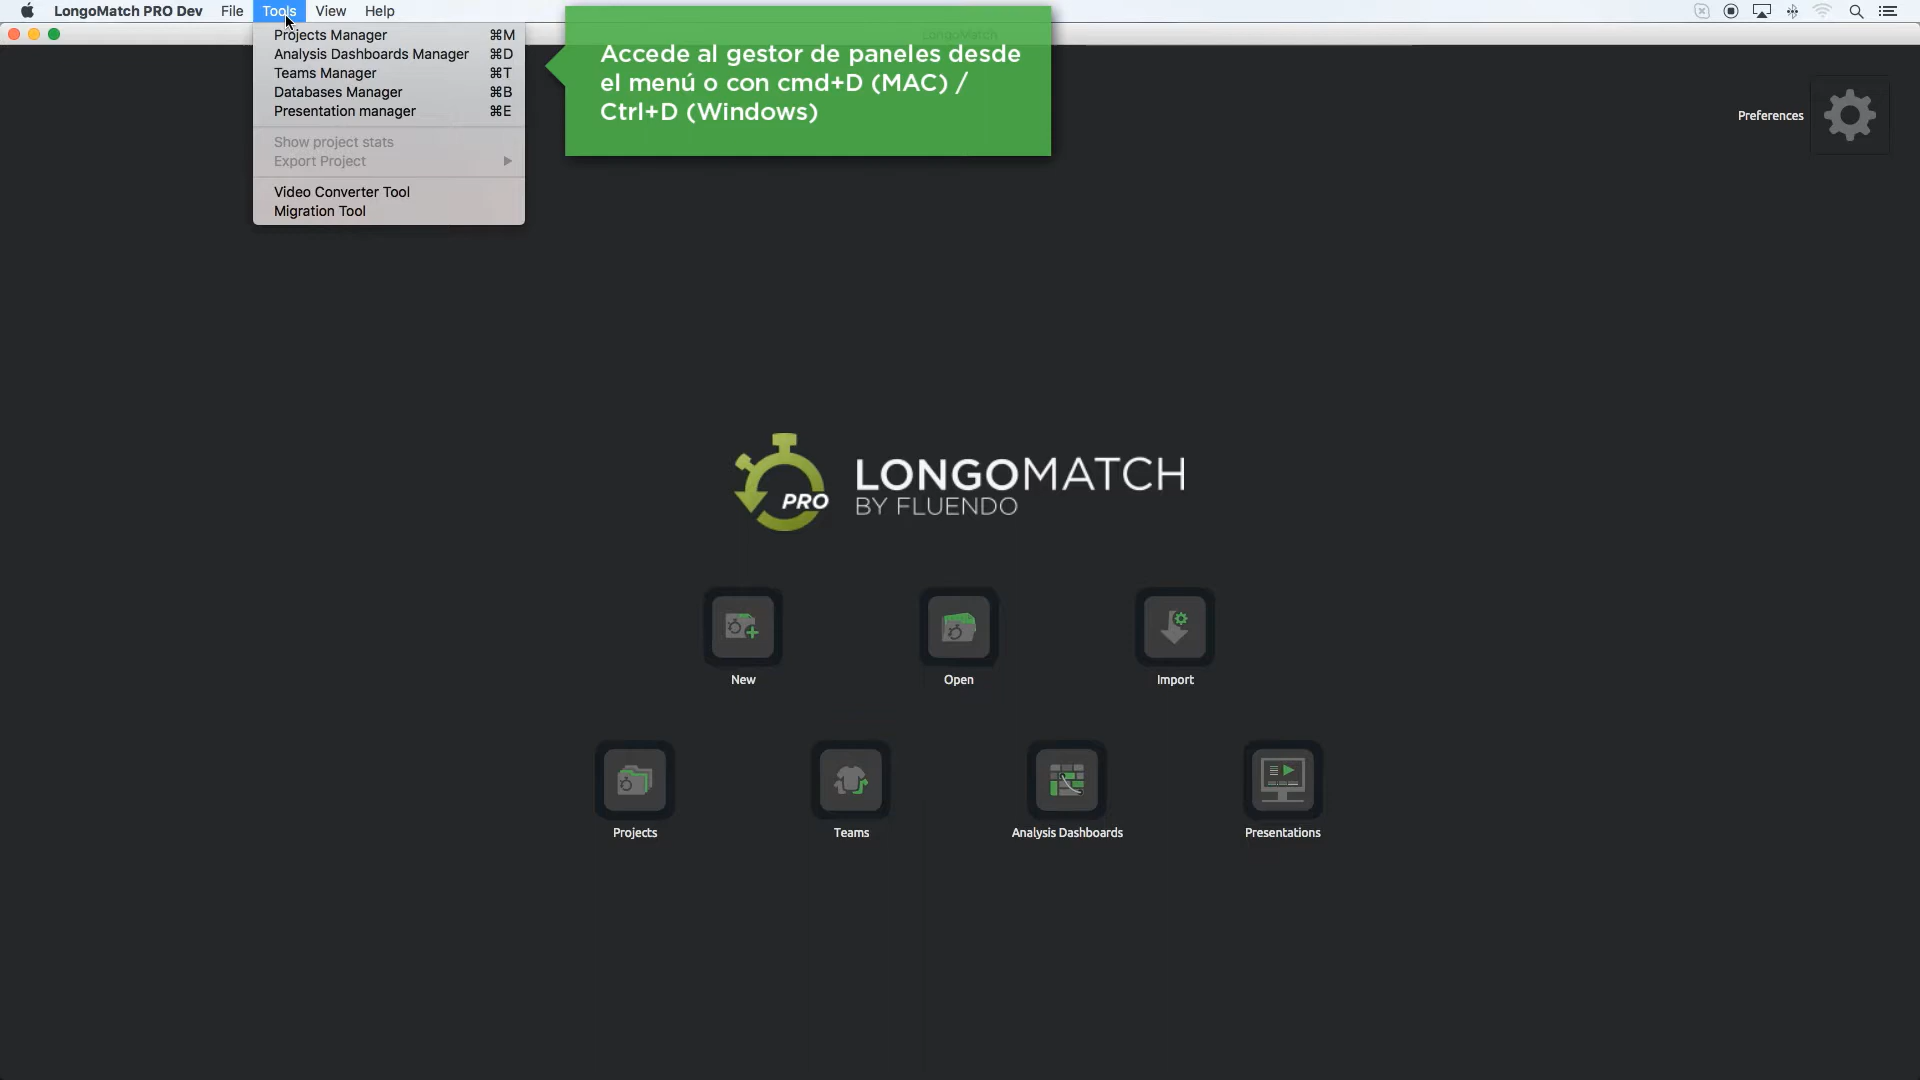 LongoMatch PRO Dev File Tools View Help
LongoMatch
Projects Manager ⌘M
Analysis Dashboards Manager ⌘D
Teams Manager ⌘T
Databases Manager ⌘B
Presentation manager ⌘E
Show project stats
Export Project
Video Converter Tool
Migration Tool
Accede al gestor de paneles desde
el menú o con cmd+D (MAC) /
Ctrl+D (Windows)
Preferences
PRO
LONGOMATCH
BY FLUENDO
New
Open
Import
Projects
Teams
Analysis Dashboards
Presentations